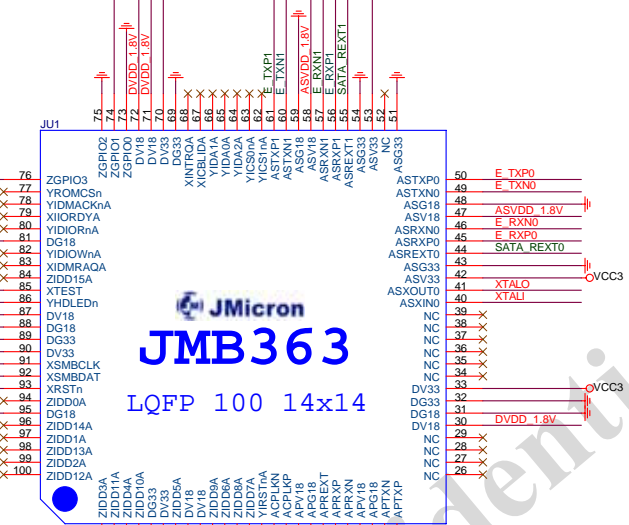 DVDD_1.8V
DVDD_1.8V
E_TXP1
E_TXN1
ASVDD_1.8V
E_RXN1
E_RXP1
SATA_REXT1
75
74
73
72
71
70
69
68
67
66
65
64
63
62
61
60
59
58
57
56
55
54
53
52
51
JU1
ZGPIO2
ZGPIO1
ZGPIO0
DV18
DV18
DV33
DG33
XINTRQA
XICBLIDA
YIDA1A
YIDA0A
YIDA2A
YICS0nA
YICS1nA
ASTXP1
ASTXN1
ASG18
ASV18
ASRXN1
ASRXP1
ASREXT1
ASG33
ASV33
NC
ASG33
76 ZGPIO3
77 YROMCSn
78 YIDMACKnA
79 XIIORDYA
80 YIDIORnA
81 DG18
82 YIDIOWnA
83 XIDMRAQA
84 ZIDD15A
85 XTEST
86 YHDLEDn
87 DV18
88 DG18
89 DG33
90 DV33
91 XSMBCLK
92 XSMBDAT
93 XRSTn
94 ZIDD0A
95 DG18
96 ZIDD14A
97 ZIDD1A
98 ZIDD13A
99 ZIDD2A
100 ZIDD12A
JMicron
JMB363
LQFP 100 14x14
ASTXP0 50 E_TXP0
ASTXN0 49 E_TXN0
ASG18 48
ASV18 47 ASVDD_1.8V
ASRXN0 46 E_RXN0
ASRXP0 45 E_RXP0
ASREXT0 44 SATA_REXT0
ASG33 43
ASV33 42 VCC3
ASXOUT0 41 XTALO
ASXIN0 40 XTALI
NC 39
NC 38
NC 37
NC 36
NC 35
NC 34
DV33 33 VCC3
DG33 32
DG18 31
DV18 30 DVDD_1.8V
NC 29
NC 28
NC 27
NC 26
ZIDD3A
ZIDD11A
ZIDD4A
ZIDD10A
DG33
DV33
ZIDD5A
DV18
DV18
ZIDD9A
ZIDD6A
ZIDD8A
ZIDD7A
YIRSTnA
ACPLKN
ACPLKP
APV18
APG18
APREXT
APRXP
APRXN
APV18
APG18
APTXN
APTXP